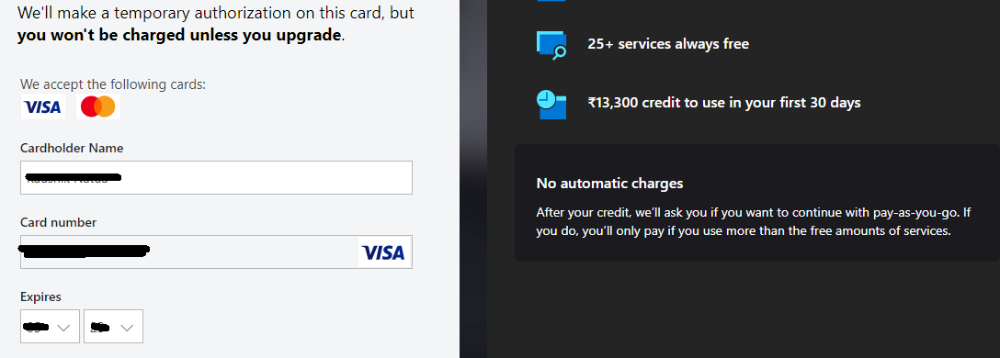 We'll make a temporary authorization on this card, but
you won't be charged unless you upgrade.
We accept the following cards:
VISA
Cardholder Name
Card number
VISA
Expires
25+ services always free
₹13,300 credit to use in your first 30 days
No automatic charges
After your credit, we'll ask you if you want to continue with pay-as-you-go. If
you do, you'll only pay if you use more than the free amounts of services.